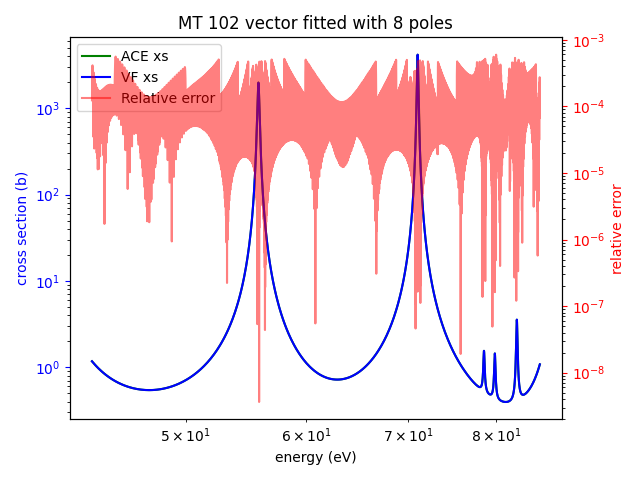 MT 102 vector fitted with 8 poles
ACE xs
VF xs
Relative error
cross section (b)
10³
10²
10¹
10⁰
10⁻³
10⁻⁴
10⁻⁵
10⁻⁶
10⁻⁷
10⁻⁸
relative error
5 × 10¹ 6 × 10¹ 7 × 10¹ 8 × 10¹
energy (eV)